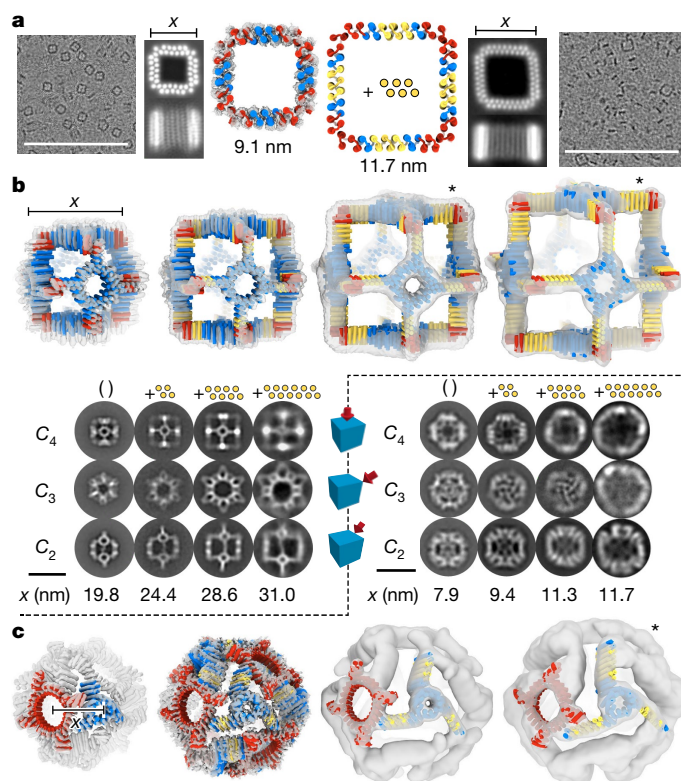 a
x
x
+
9.1 nm
11.7 nm
b
x
*
*
( )
+
+
+
( )
+
+
+
C4
C4
C3
C3
C2
C2
x (nm) 19.8 24.4 28.6 31.0
x (nm) 7.9 9.4 11.3 11.7
c
x
*